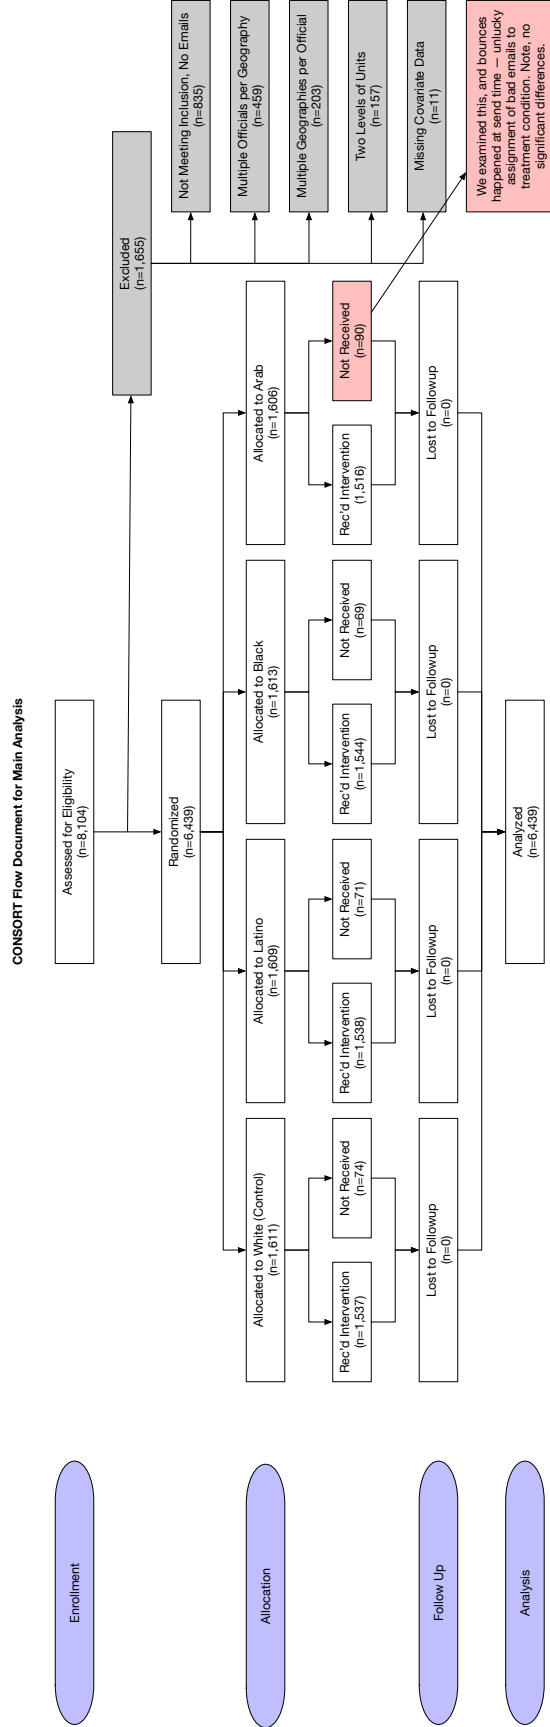 CONSORT Flow Document for Main Analysis
Enrollment
Assessed for Eligibility
(n=8,104)
Excluded
(n=1,655)
Not Meeting Inclusion, No Emails
(n=835)
Multiple Officials per Geography
(n=459)
Multiple Geographies per Official
(n=203)
Two Levels of Units
(n=157)
Missing Covariate Data
(n=11)
Randomized
(n=6,439)
Allocation
Allocated to White (Control)
(n=1,611)
Allocated to Latino
(n=1,609)
Allocated to Black
(n=1,613)
Allocated to Arab
(n=1,606)
Rec'd Intervention
(n=1,537)
Not Received
(n=74)
Rec'd Intervention
(n=1,538)
Not Received
(n=71)
Rec'd Intervention
(n=1,544)
Not Received
(n=69)
Rec'd Intervention
(1,516)
Not Received
(n=90)
We examined this, and bounces
happened at send time — unlucky
assignment of bad emails to
treatment condition. Note, no
significant differences.
Follow Up
Lost to Followup
(n=0)
Lost to Followup
(n=0)
Lost to Followup
(n=0)
Lost to Followup
(n=0)
Analysis
Analyzed
(n=6,439)